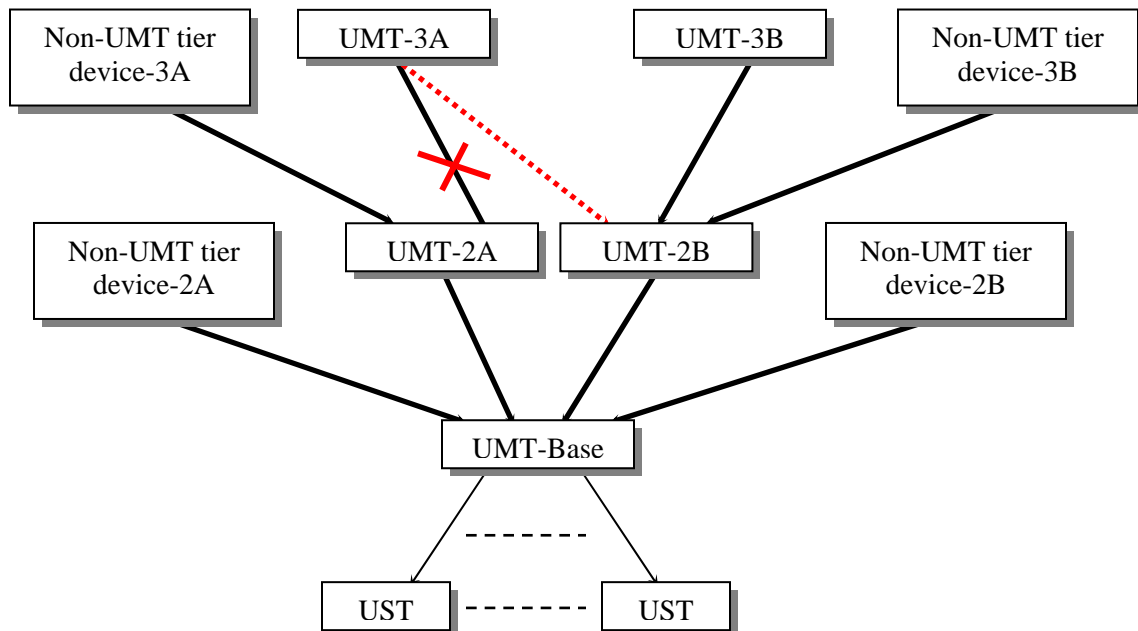 Non-UMT tier
device-3A
UMT-3A
UMT-3B
Non-UMT tier
device-3B
Non-UMT tier
device-2A
UMT-2A
UMT-2B
Non-UMT tier
device-2B
UMT-Base
UST
UST